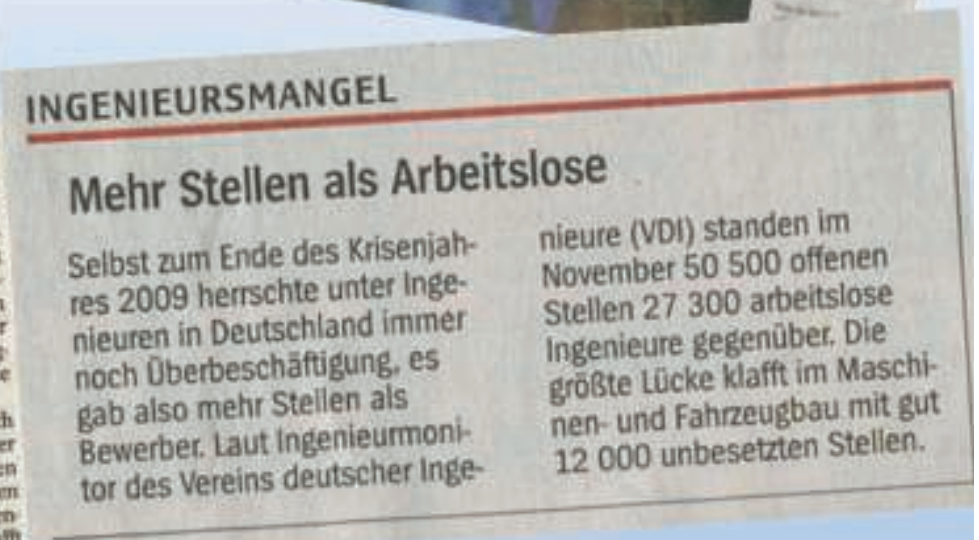 INGENIEURSMANGEL
Mehr Stellen als Arbeitslose
Selbst zum Ende des Krisenjah-
res 2009 herrschte unter Inge-
nieuren in Deutschland immer
noch Überbeschäftigung, es
gab also mehr Stellen als
Bewerber. Laut Ingenieurmoni-
tor des Vereins deutscher Inge-
nieure (VDI) standen im
November 50 500 offenen
Stellen 27 300 arbeitslose
Ingenieure gegenüber. Die
größte Lücke klafft im Maschi-
nen- und Fahrzeugbau mit gut
12 000 unbesetzten Stellen.